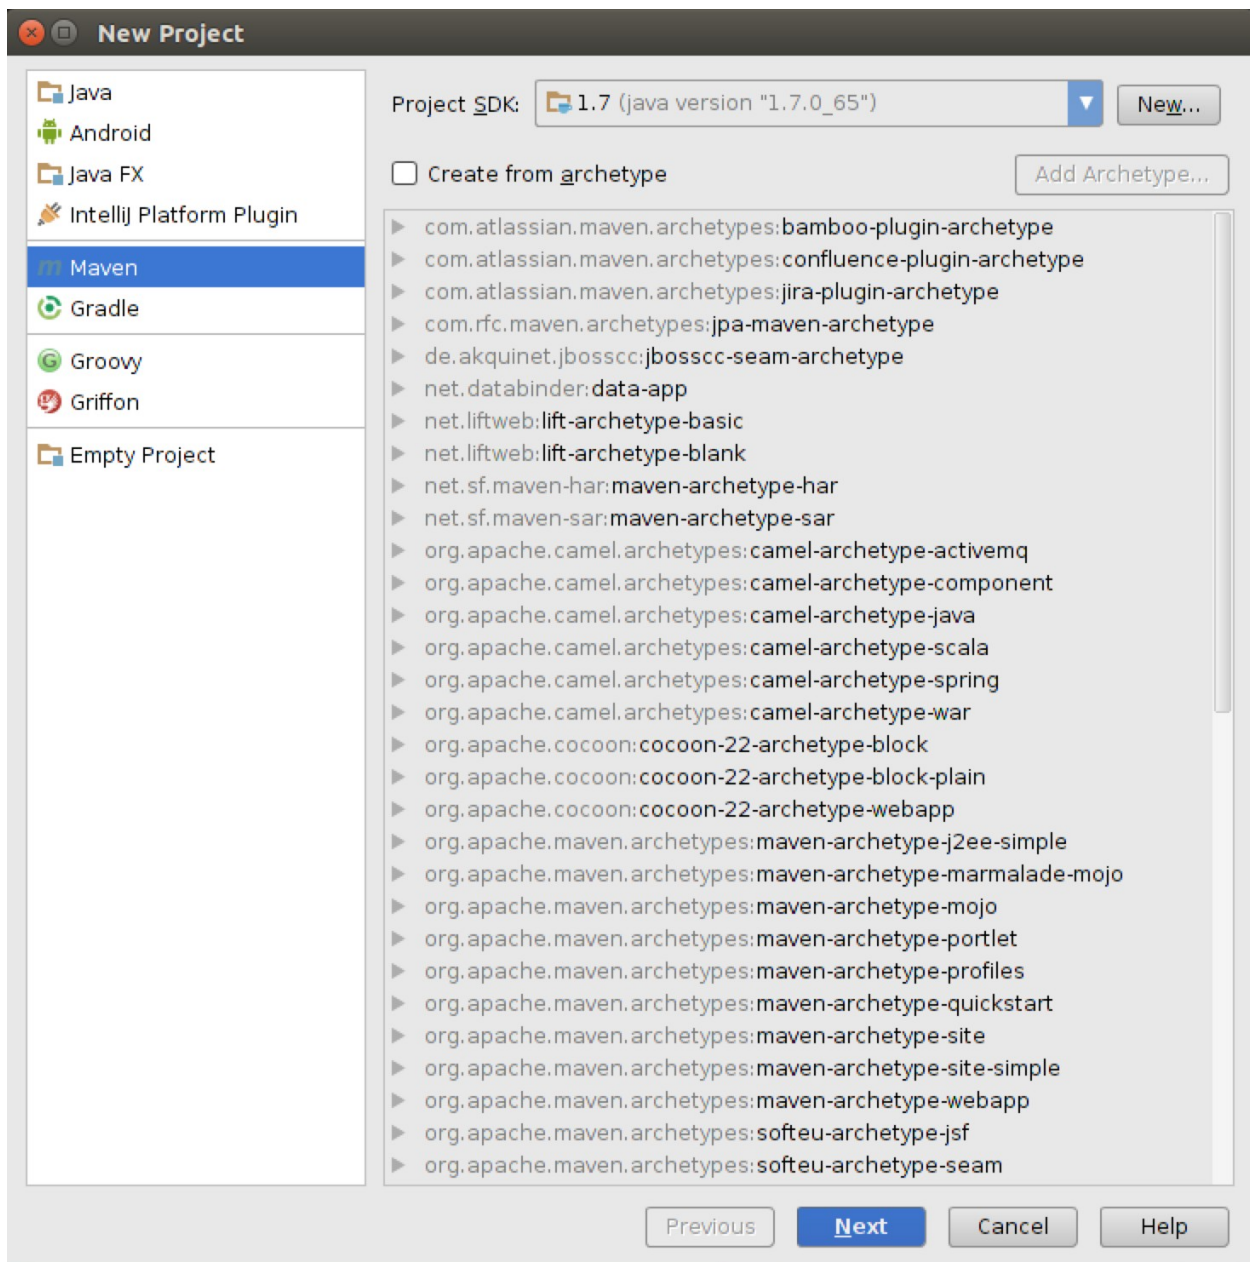 New Project
Java
Android
Java FX
IntelliJ Platform Plugin
Maven
Gradle
Groovy
Griffon
Empty Project
Project SDK: 1.7 (java version "1.7.0_65") New...
Create from archetype Add Archetype...
com.atlassian.maven.archetypes:bamboo-plugin-archetype
com.atlassian.maven.archetypes:confluence-plugin-archetype
com.atlassian.maven.archetypes:jira-plugin-archetype
com.rfc.maven.archetypes:jpa-maven-archetype
de.akquinet.jbosscc:jbosscc-seam-archetype
net.databinder:data-app
net.liftweb:lift-archetype-basic
net.liftweb:lift-archetype-blank
net.sf.maven-har:maven-archetype-har
net.sf.maven-sar:maven-archetype-sar
org.apache.camel.archetypes:camel-archetype-activemq
org.apache.camel.archetypes:camel-archetype-component
org.apache.camel.archetypes:camel-archetype-java
org.apache.camel.archetypes:camel-archetype-scala
org.apache.camel.archetypes:camel-archetype-spring
org.apache.camel.archetypes:camel-archetype-war
org.apache.cocoon:cocoon-22-archetype-block
org.apache.cocoon:cocoon-22-archetype-block-plain
org.apache.cocoon:cocoon-22-archetype-webapp
org.apache.maven.archetypes:maven-archetype-j2ee-simple
org.apache.maven.archetypes:maven-archetype-marmalade-mojo
org.apache.maven.archetypes:maven-archetype-mojo
org.apache.maven.archetypes:maven-archetype-portlet
org.apache.maven.archetypes:maven-archetype-profiles
org.apache.maven.archetypes:maven-archetype-quickstart
org.apache.maven.archetypes:maven-archetype-site
org.apache.maven.archetypes:maven-archetype-site-simple
org.apache.maven.archetypes:maven-archetype-webapp
org.apache.maven.archetypes:softeu-archetype-jsf
org.apache.maven.archetypes:softeu-archetype-seam
Previous Next Cancel Help